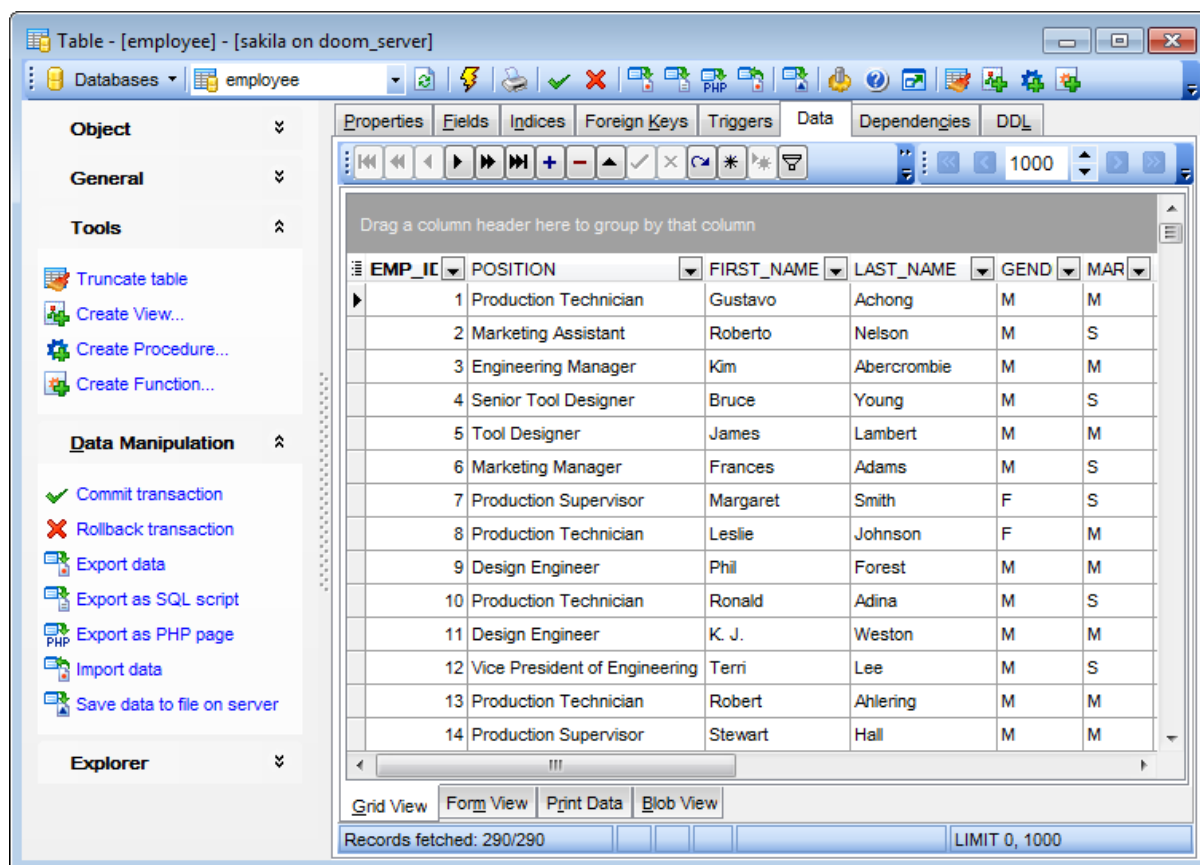 Table - [employee] - [sakila on doom_server]
Databases employee
PHP
Object
General
Tools
Truncate table
Create View...
Create Procedure...
Create Function...
Data Manipulation
Commit transaction
Rollback transaction
Export data
Export as SQL script
PHP Export as PHP page
Import data
Save data to file on server
Explorer
Properties Fields Indices Foreign Keys Triggers Data Dependencies DDL
1000
Drag a column header here to group by that column
EMP_ID POSITION FIRST_NAME LAST_NAME GEND MAR
1 Production Technician Gustavo Achong M M
2 Marketing Assistant Roberto Nelson M S
3 Engineering Manager Kim Abercrombie M M
4 Senior Tool Designer Bruce Young M S
5 Tool Designer James Lambert M M
6 Marketing Manager Frances Adams M S
7 Production Supervisor Margaret Smith F S
8 Production Technician Leslie Johnson F M
9 Design Engineer Phil Forest M M
10 Production Technician Ronald Adina M S
11 Design Engineer K. J. Weston M M
12 Vice President of Engineering Terri Lee M S
13 Production Technician Robert Ahlering M M
14 Production Supervisor Stewart Hall M M
Grid View Form View Print Data Blob View
Records fetched: 290/290 LIMIT 0, 1000